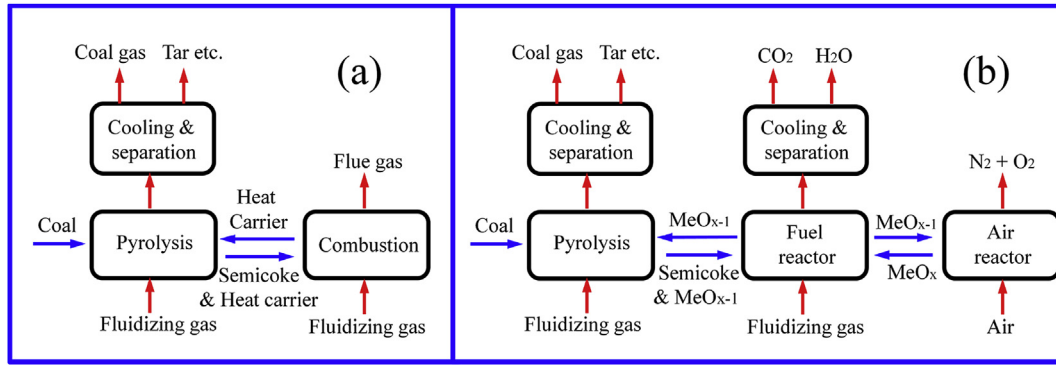 (a)
Coal gas
Tar etc.
Cooling &
separation
Flue gas
Coal
Pyrolysis
Heat
Carrier
Semicoke
& Heat carrier
Combustion
Fluidizing gas
Fluidizing gas
(b)
Coal gas
Tar etc.
CO₂
H₂O
Cooling &
separation
Cooling &
separation
N₂ + O₂
Coal
Pyrolysis
MeOₓ₋₁
Semicoke
& MeOₓ₋₁
Fuel
reactor
MeOₓ₋₁
MeOₓ
Air
reactor
Fluidizing gas
Fluidizing gas
Air